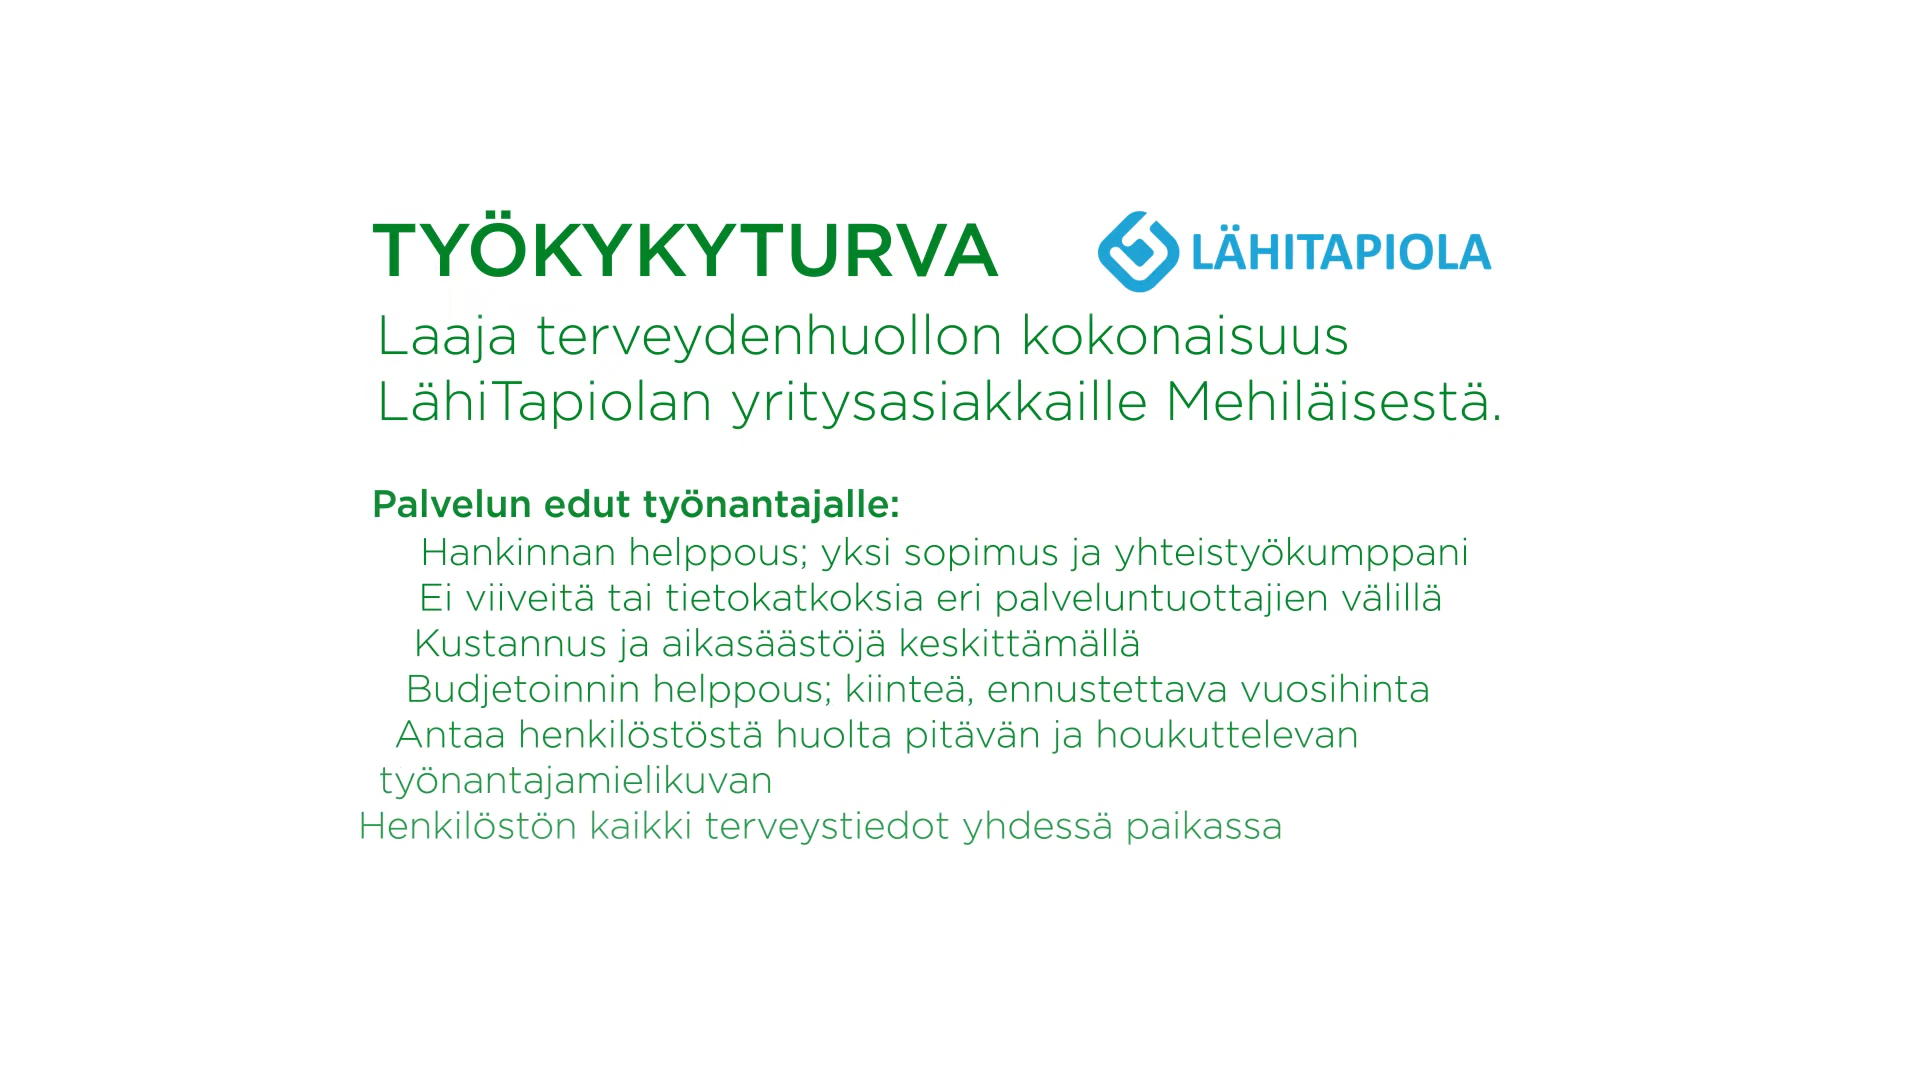 TYÖKYKYTURVA
LÄHITAPIOLA
Laaja terveydenhuollon kokonaisuus
LähiTapiolan yritysasiakkaille Mehiläisestä.
Palvelun edut työnantajalle:
Hankinnan helppous; yksi sopimus ja yhteistyökumppani
Ei viiveitä tai tietokatkoksia eri palveluntuottajien välillä
Kustannus ja aikasäästöjä keskittämällä
Budjetoinnin helppous; kiinteä, ennustettava vuosihinta
Antaa henkilöstöstä huolta pitävän ja houkuttelevan
työnantajamielikuvan
Henkilöstön kaikki terveystiedot yhdessä paikassa